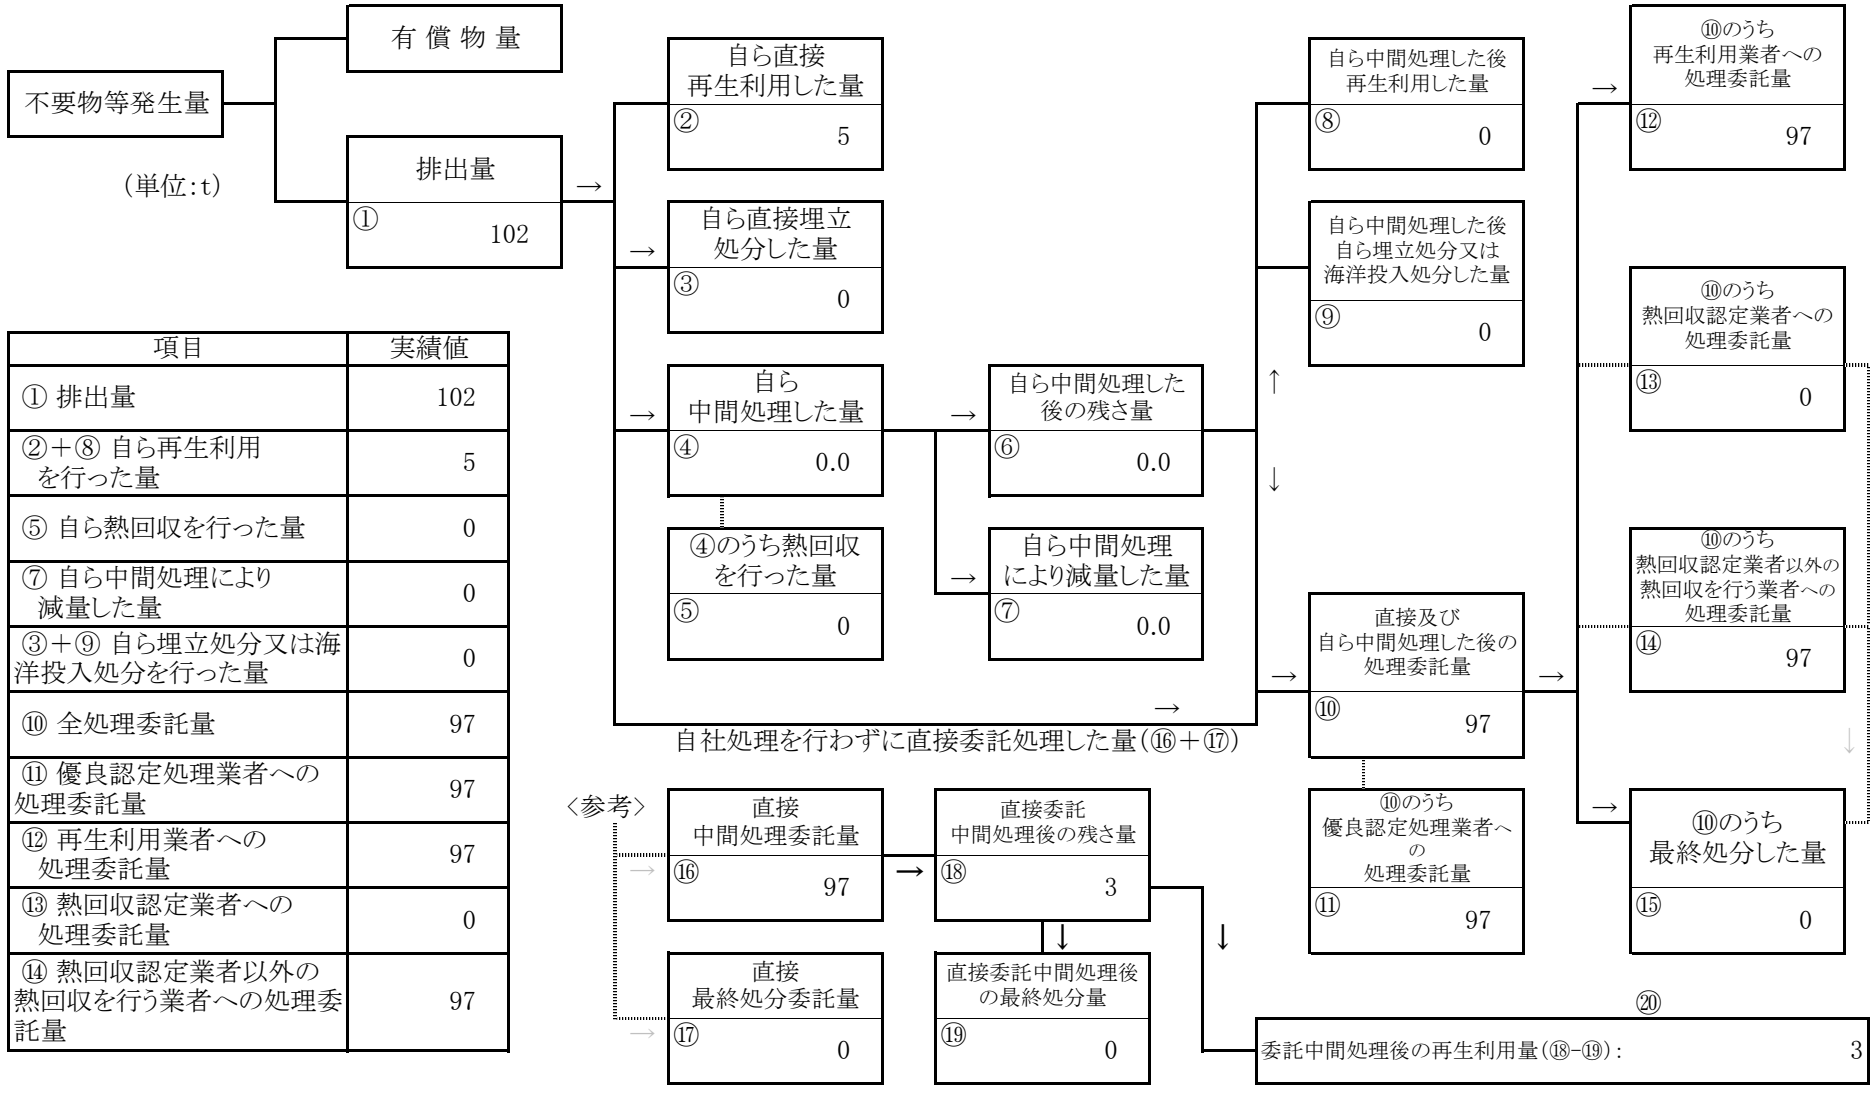 有 償 物 量
不要物等発生量
(単位:t)
排出量
①
102
→
自ら直接
再生利用した量
②
5
→
自ら直接埋立
処分した量
③
0
→
自ら
中間処理した量
④
0.0
④のうち熱回収
を行った量
⑤
0
→
自ら中間処理した
後の残さ量
⑥
0.0
→
自ら中間処理
により減量した量
⑦
0.0
↑
↓
自ら中間処理した後
再生利用した量
⑧
0
自ら中間処理した後
自ら埋立処分又は
海洋投入処分した量
⑨
0
→
自社処理を行わずに直接委託処理した量(⑯＋⑰)
→
直接及び
自ら中間処理した後の
処理委託量
⑩
97
⑩のうち
優良認定処理業者へ
の
処理委託量
⑪
97
→
→
⑩のうち
再生利用業者への
処理委託量
⑫
97
⑩のうち
熱回収認定業者への
処理委託量
⑬
0
⑩のうち
熱回収認定業者以外の
熱回収を行う業者への
処理委託量
⑭
97
↓
→
⑩のうち
最終処分した量
⑮
0
項目 実績値
① 排出量 102
②＋⑧ 自ら再生利用
を行った量
5
⑤ 自ら熱回収を行った量 0
⑦ 自ら中間処理により
減量した量
0
③＋⑨ 自ら埋立処分又は海
洋投入処分を行った量
0
⑩ 全処理委託量 97
⑪ 優良認定処理業者への
処理委託量
97
⑫ 再生利用業者への
処理委託量
97
⑬ 熱回収認定業者への
処理委託量
0
⑭ 熱回収認定業者以外の
熱回収を行う業者への処理委
託量
97
〈参考〉
→
直接
中間処理委託量
⑯
97
→
直接委託
中間処理後の残さ量
⑱
3
↓
↓
→
直接
最終処分委託量
⑰
0
直接委託中間処理後
の最終処分量
⑲
0
⑳
委託中間処理後の再生利用量(⑱-⑲): 3